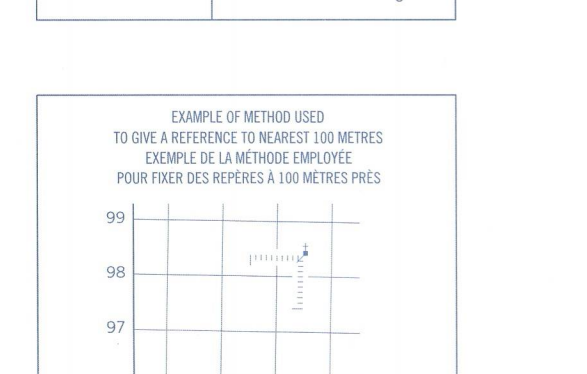 EXAMPLE OF METHOD USED
TO GIVE A REFERENCE TO NEAREST 100 METRES
EXEMPLE DE LA MÉTHODE EMPLOYÉE
POUR FIXER DES REPÈRES À 100 MÈTRES PRÈS
99
98
97